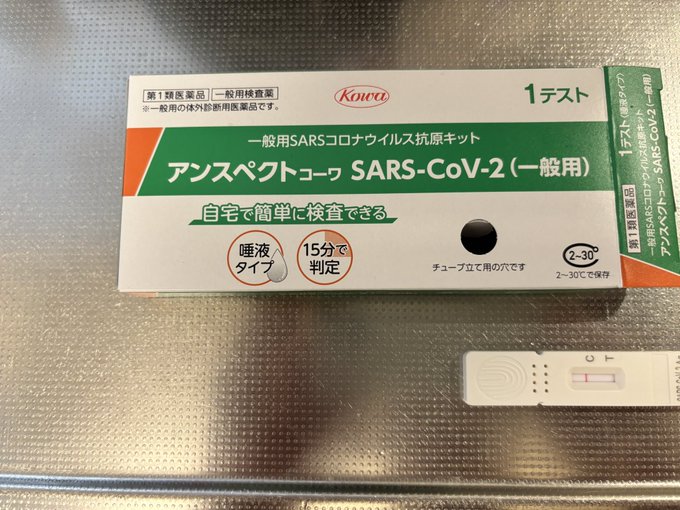 第1類医薬品 一般用検査薬
※一般用の体外診断用医薬品です。
Kowa
1テスト
一般用SARSコロナウイルス抗原キット
アンスペクトコーワ SARS-CoV-2(一般用)
自宅で簡単に検査できる
唾液
タイプ
15分で
判定
チューブ立て用の穴です
2~30°
2~30℃で保存
1テスト(唾液タイプ)
一般用SARSコロナウイルス抗原キット
アンスペクトコーワ SARS-CoV-2(一般用)
第1類医薬品
C T